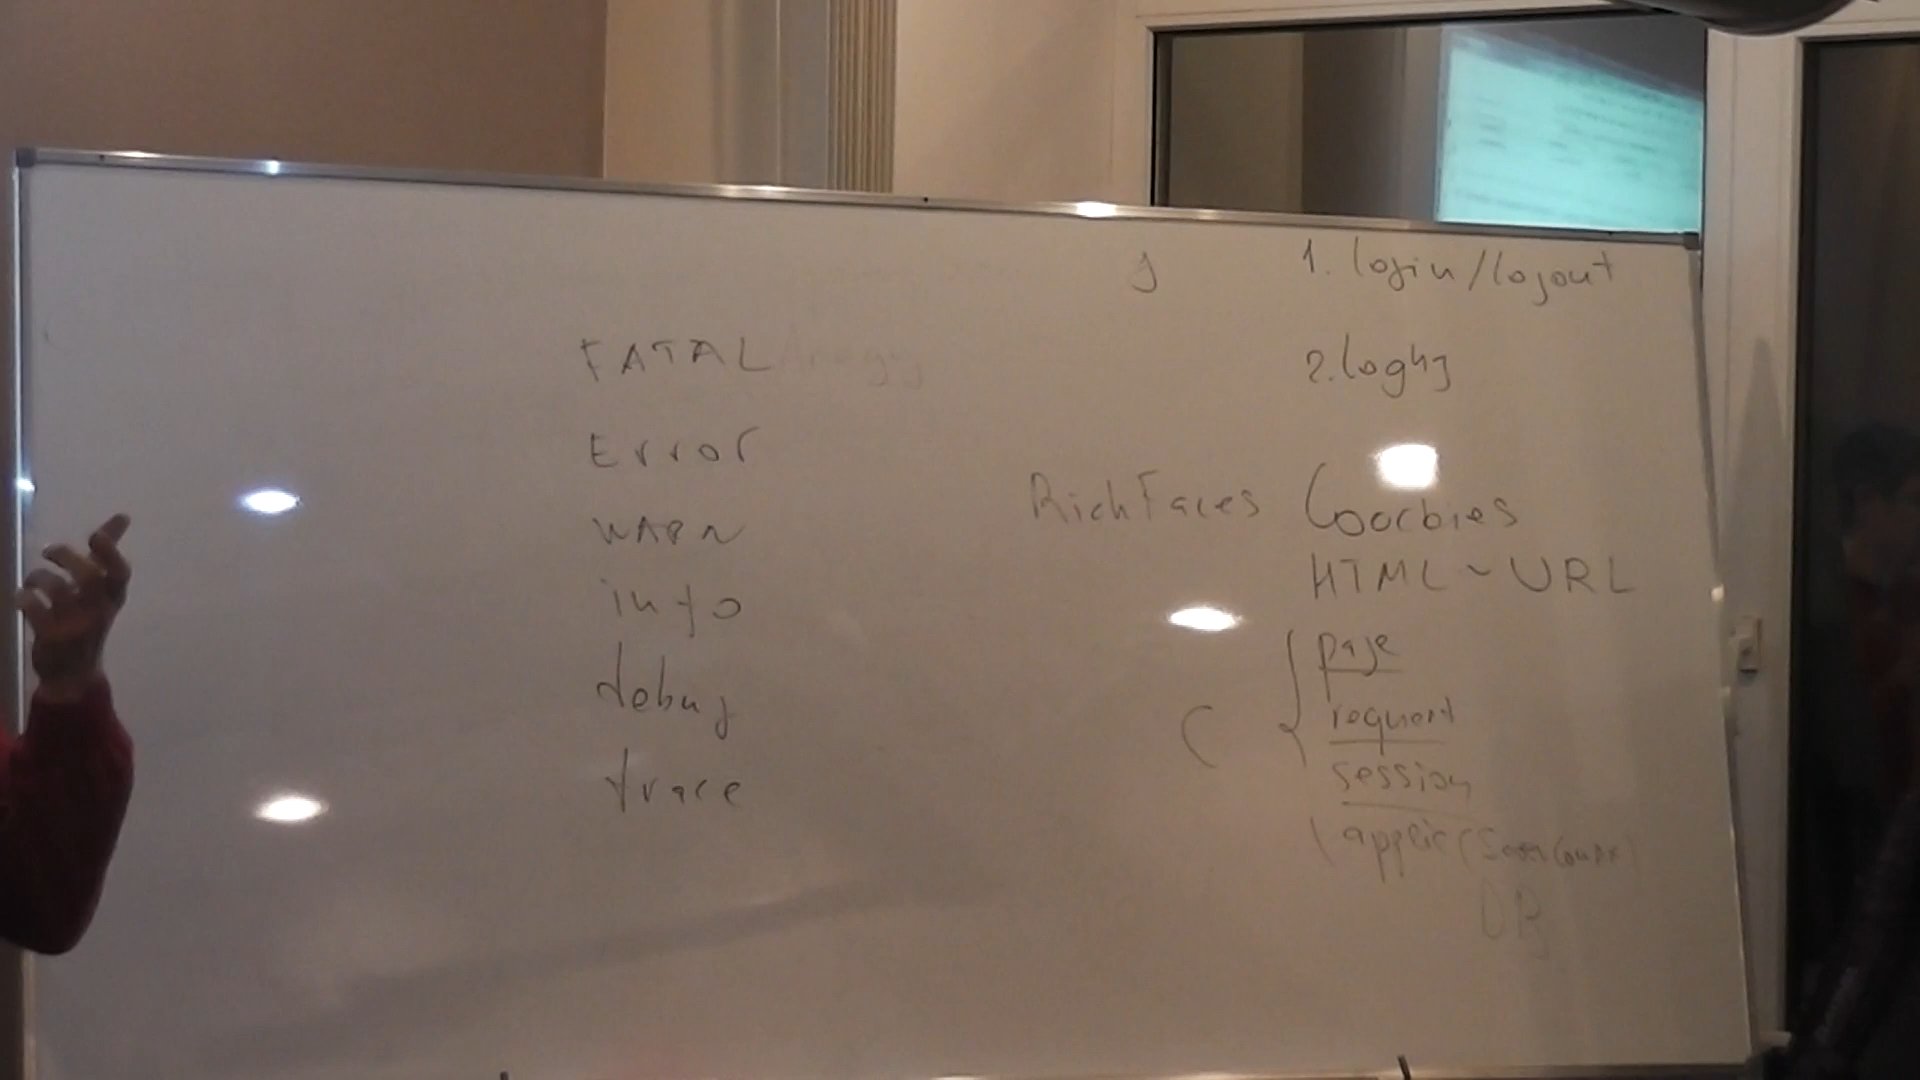 FATAL
Error
WARN
info
debug
trace
J
1. login/logout
2. log4j
RichFaces Coockies
HTML ~ URL
{ page
request
session
applic (
DB